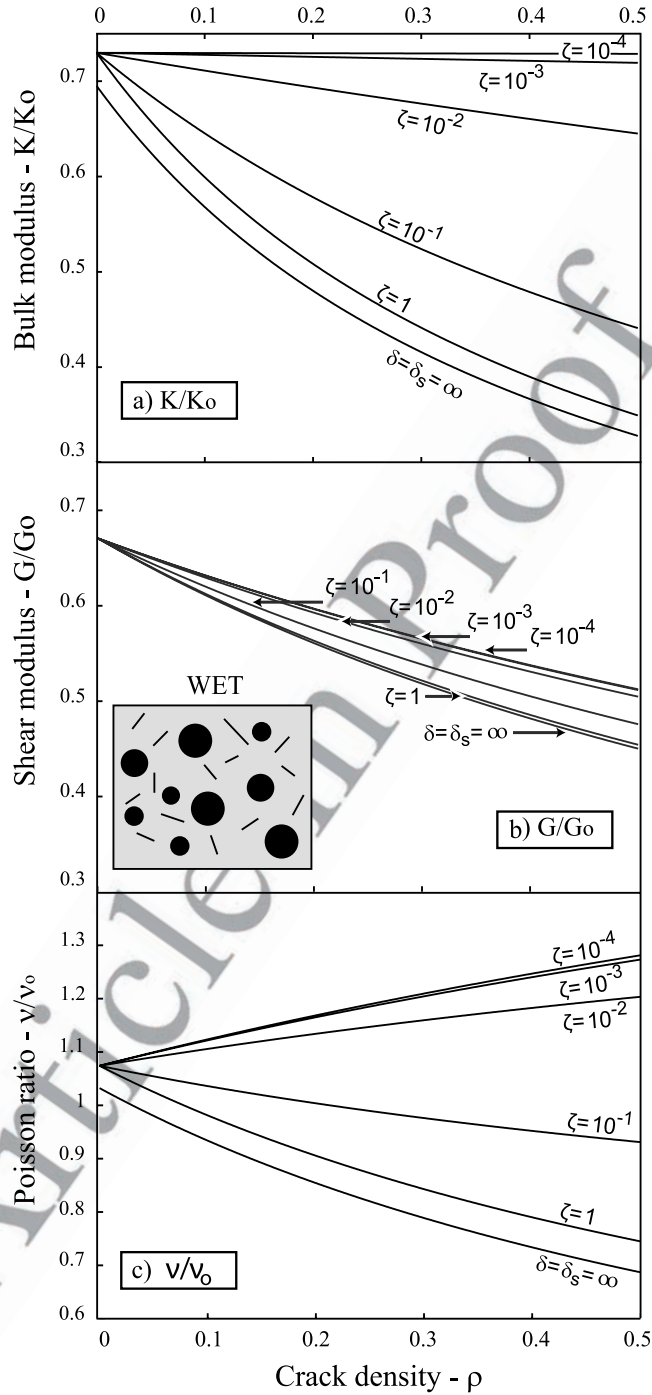 0 0.1 0.2 0.3 0.4 0.5
Bulk modulus - K/Ko
0.7
0.6
0.5
0.4
0.3
ζ=10-4
ζ=10-3
ζ=10-2
ζ=10-1
ζ=1
δ=δs=∞
a) K/Ko
Shear modulus - G/Go
0.7
0.6
0.5
0.4
0.3
ζ=10-1
ζ=10-2
ζ=10-3
ζ=10-4
ζ=1
δ=δs=∞
WET
b) G/Go
Poisson ratio - ν/νo
1.3
1.2
1.1
1
0.9
0.8
0.7
0.6
ζ=10-4
ζ=10-3
ζ=10-2
ζ=10-1
ζ=1
δ=δs=∞
c) ν/νo
0 0.1 0.2 0.3 0.4 0.5
Crack density - ρ
Article in Proof